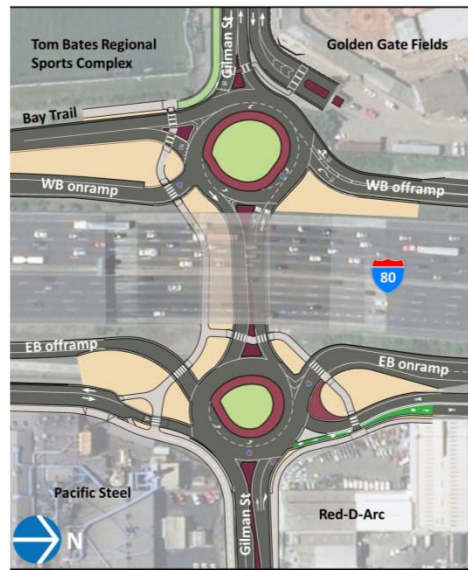 Tom Bates Regional
Sports Complex
Gilman St
Golden Gate Fields
Bay Trail
WB onramp
WB offramp
80
EB offramp
EB onramp
Pacific Steel
Red-D-Arc
Gilman St
N